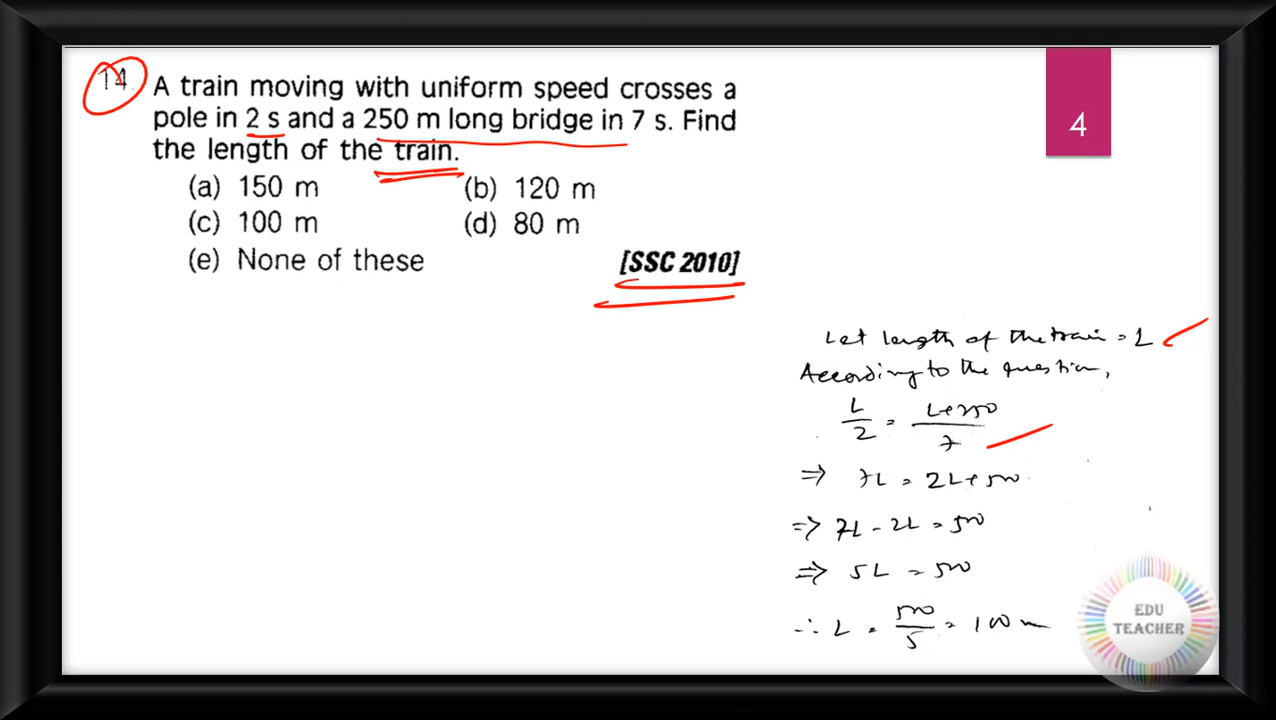 14.
A train moving with uniform speed crosses a
pole in 2 s and a 250 m long bridge in 7 s. Find
the length of the train.
(a) 150 m (b) 120 m
(c) 100 m (d) 80 m
(e) None of these
[SSC 2010]
4
Let length of the train = L
According to the question,
L/2 = L+250/7
⇒ 7L = 2L+500
⇒ 7L - 2L = 500
⇒ 5L = 500
∴ L = 500/5 = 100 m
EDU
TEACHER